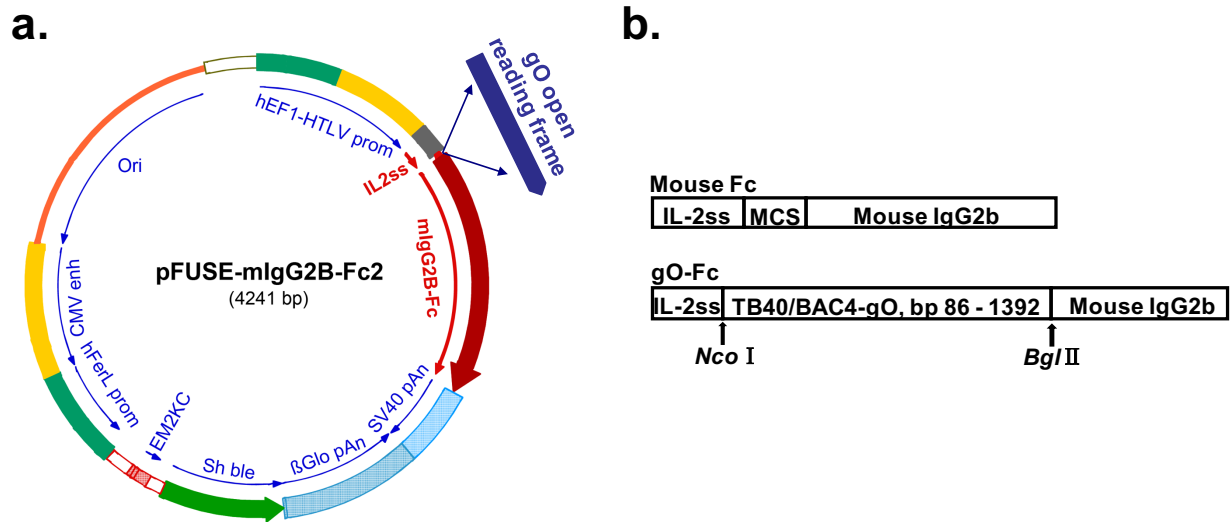 a.
b.
gO open
reading frame
hEF1-HTLV prom
IL2ss
mIgG2B-Fc
Ori
pFUSE-mIgG2B-Fc2
(4241 bp)
CMV enh
hFerL prom
EM2KC
Sh ble
ßGlo pAn
SV40 pAn
Mouse Fc
IL-2ss MCS Mouse IgG2b
gO-Fc
IL-2ss TB40/BAC4-gO, bp 86 - 1392 Mouse IgG2b
Nco I Bgl II